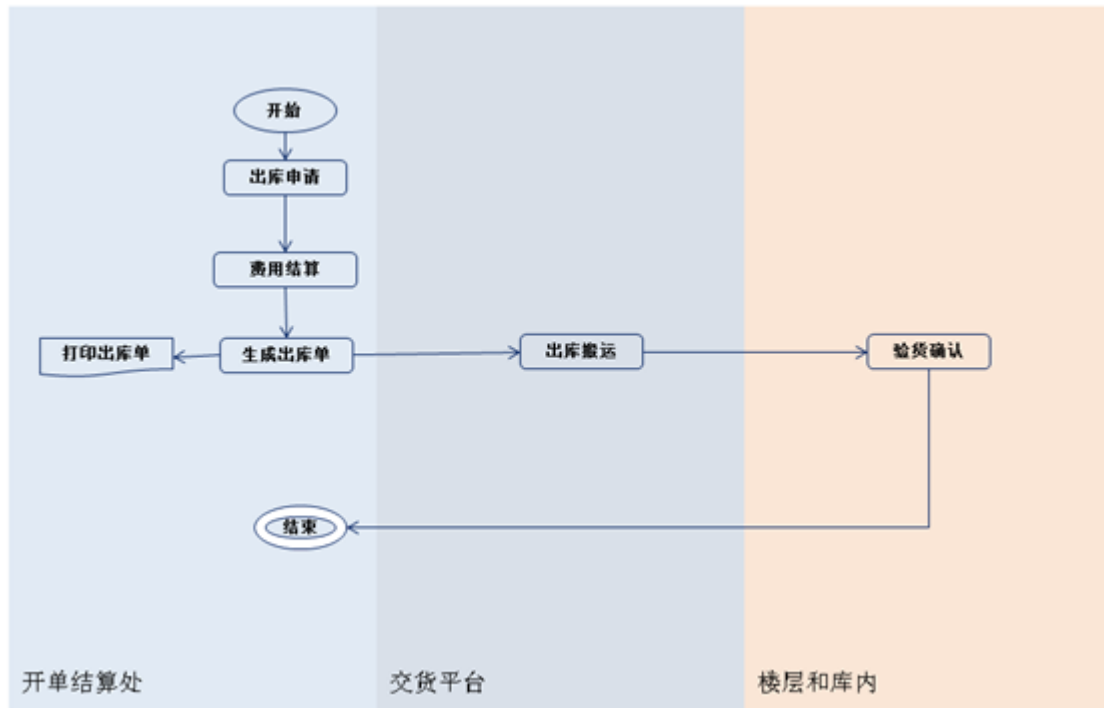 开始
出库申请
费用结算
打印出库单
生成出库单
出库搬运
验货确认
结束
开单结算处
交货平台
楼层和库内